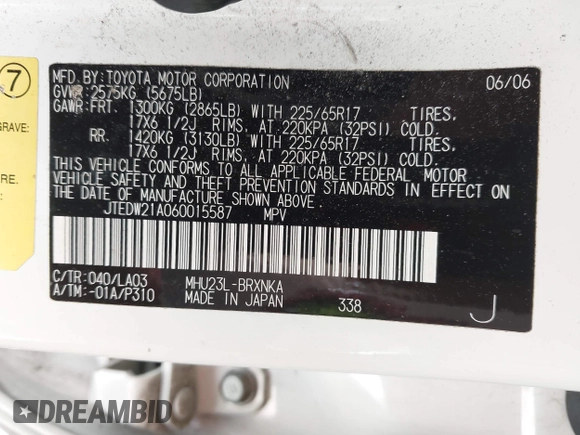 7
GRAVE:
RE.
MFD.BY:TOYOTA MOTOR CORPORATION 06/06
GVWR 2575KG (5675LB)
GAWR:FRT. 1300KG (2865LB) WITH 225/65R17 TIRES,
17X6 1/2J RIMS, AT 220KPA (32PSI) COLD.
RR. 1420KG (3130LB) WITH 225/65R17 TIRES,
17X6 1/2J RIMS, AT 220KPA (32PSI) COLD.
THIS VEHICLE CONFORMS TO ALL APPLICABLE FEDERAL MOTOR
VEHICLE SAFETY AND THEFT PREVENTION STANDARDS IN EFFECT ON
THE DATE OF MANUFACTURE SHOWN ABOVE.
JTEDW21A060015587 MPV
C/TR:040/LA03 MHU23L-BRXNKA
A/TM:-01A/P310 MADE IN JAPAN 338 J
DREAMBID